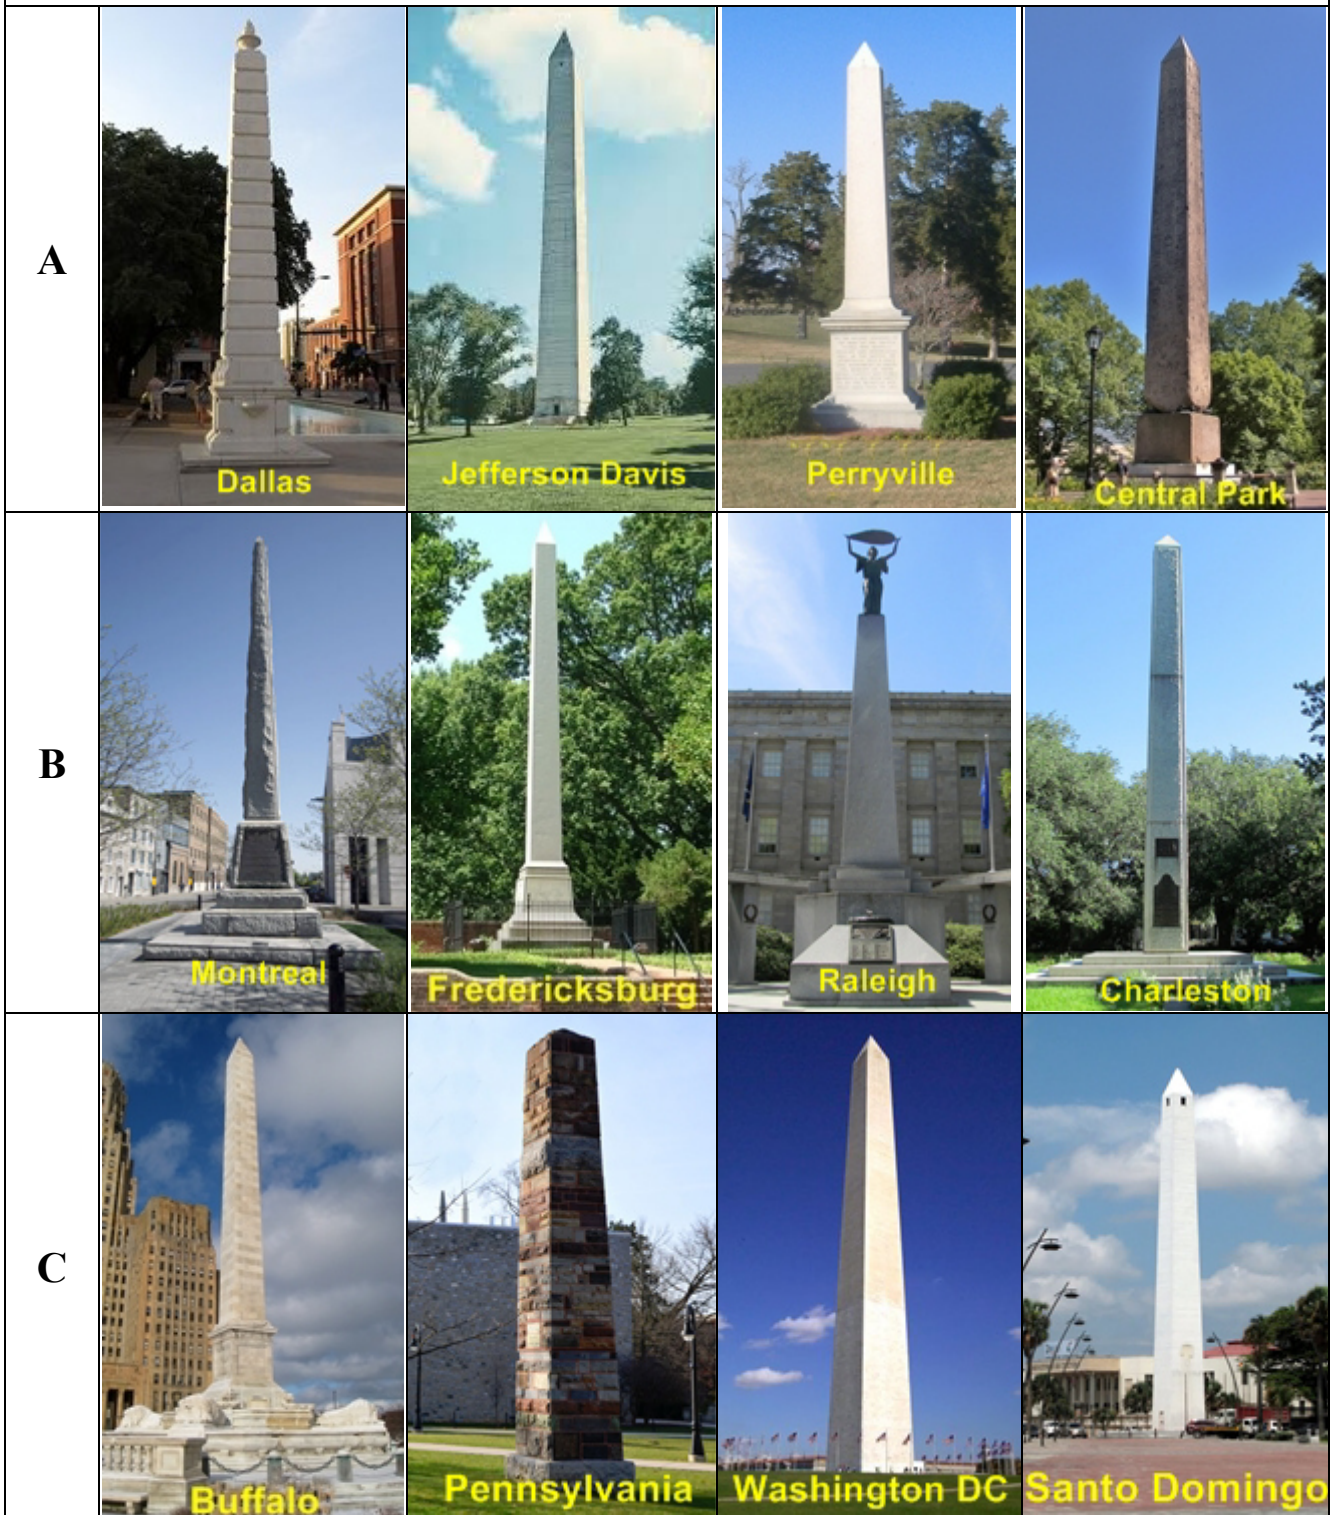 A
Dallas
Jefferson Davis
Perryville
Central Park
B
Montreal
Fredericksburg
Raleigh
Charleston
C
Buffalo
Pennsylvania
Washington DC
Santo Domingo